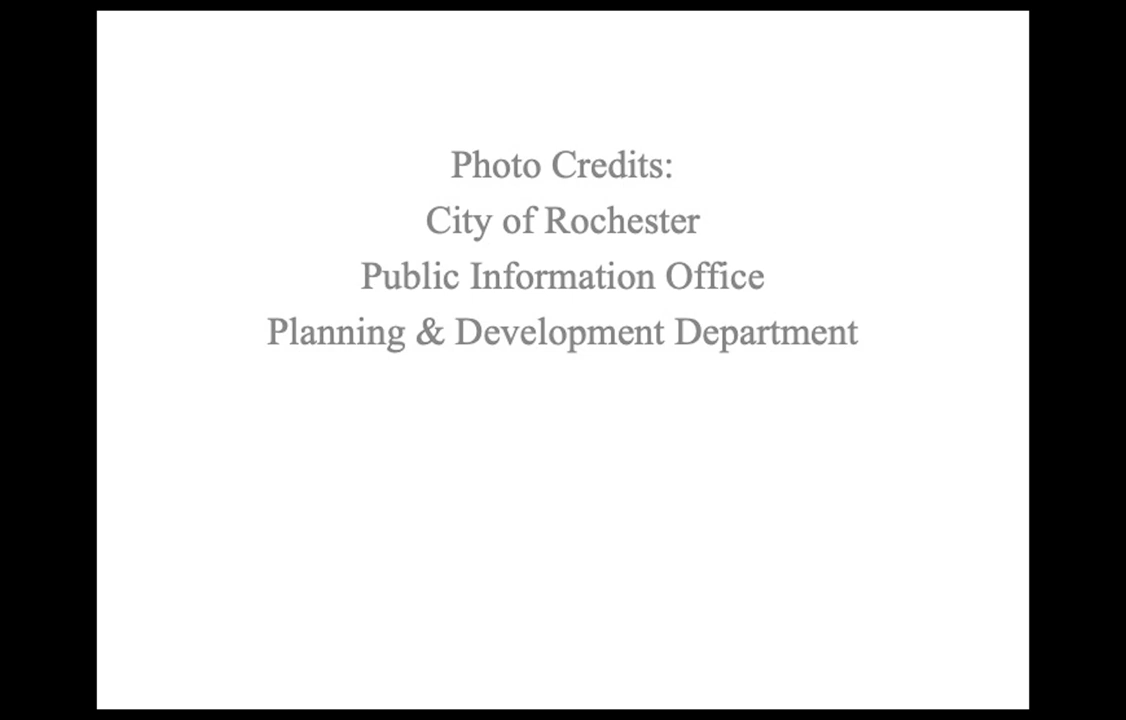 Photo Credits:
City of Rochester
Public Information Office
Planning & Development Department